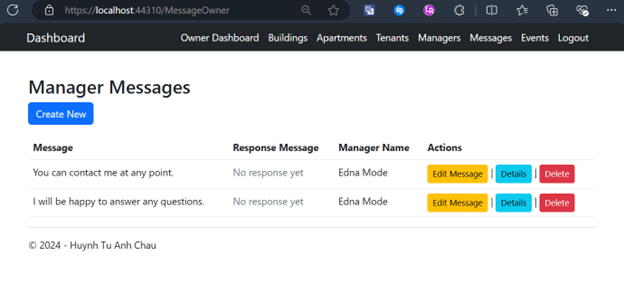 https://localhost:44310/MessageOwner
Dashboard Owner Dashboard Buildings Apartments Tenants Managers Messages Events Logout
Manager Messages
Create New
Message Response Message Manager Name Actions
You can contact me at any point. No response yet Edna Mode Edit Message | Details | Delete
I will be happy to answer any questions. No response yet Edna Mode Edit Message | Details | Delete
© 2024 - Huynh Tu Anh Chau